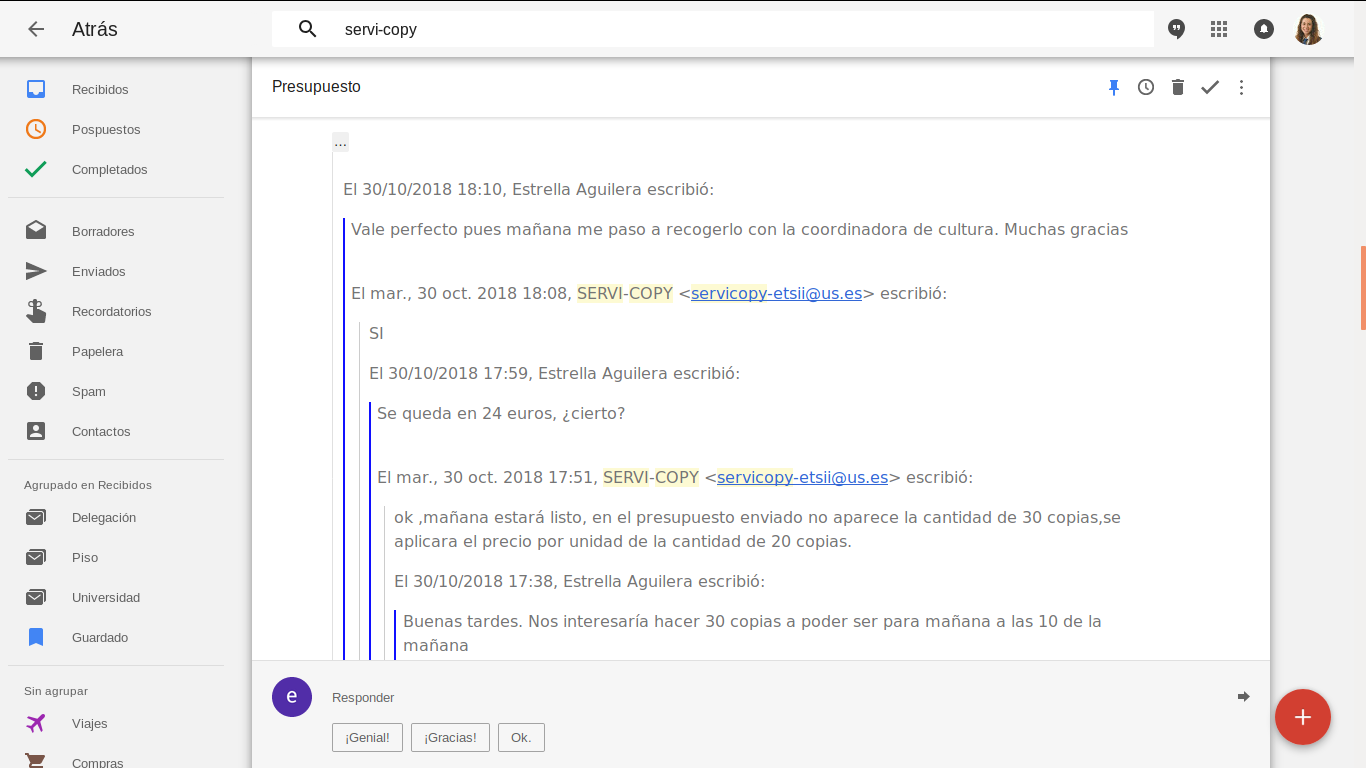 Atrás
servi-copy
Recibidos
Pospuestos
Completados
Borradores
Enviados
Recordatorios
Papelera
Spam
Contactos
Agrupado en Recibidos
Delegación
Piso
Universidad
Guardado
Sin agrupar
Viajes
Compras
Presupuesto
...
El 30/10/2018 18:10, Estrella Aguilera escribió:
Vale perfecto pues mañana me paso a recogerlo con la coordinadora de cultura. Muchas gracias
El mar., 30 oct. 2018 18:08, SERVI-COPY <servicopy-etsii@us.es> escribió:
SI
El 30/10/2018 17:59, Estrella Aguilera escribió:
Se queda en 24 euros, ¿cierto?
El mar., 30 oct. 2018 17:51, SERVI-COPY <servicopy-etsii@us.es> escribió:
ok ,mañana estará listo, en el presupuesto enviado no aparece la cantidad de 30 copias,se
aplicara el precio por unidad de la cantidad de 20 copias.
El 30/10/2018 17:38, Estrella Aguilera escribió:
Buenas tardes. Nos interesaría hacer 30 copias a poder ser para mañana a las 10 de la
mañana
e
Responder
¡Genial!
¡Gracias!
Ok.